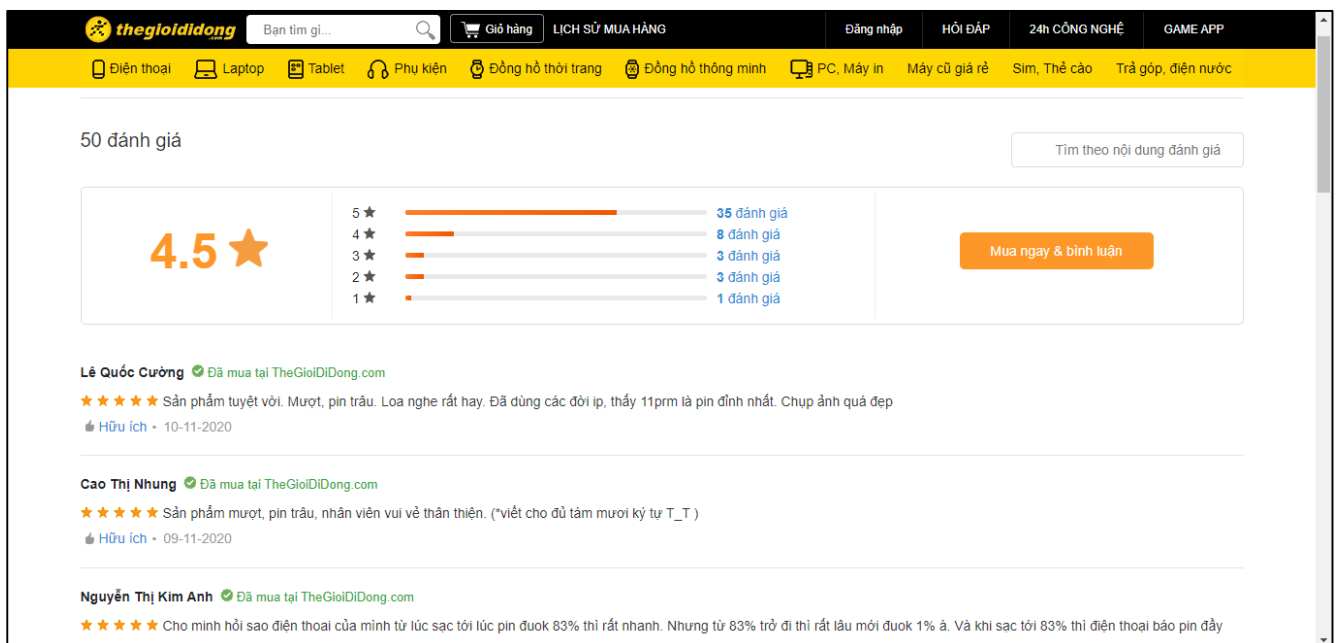 thegioididong.com Bạn tìm gì... Giỏ hàng LỊCH SỬ MUA HÀNG Đăng nhập HỎI ĐÁP 24h CÔNG NGHỆ GAME APP
Điện thoại Laptop Tablet Phụ kiện Đồng hồ thời trang Đồng hồ thông minh PC, Máy in Máy cũ giá rẻ Sim, Thẻ cào Trả góp, điện nước
50 đánh giá Tìm theo nội dung đánh giá
4.5
5 35 đánh giá
4 8 đánh giá
3 3 đánh giá
2 3 đánh giá
1 1 đánh giá
Mua ngay & bình luận
Lê Quốc Cường Đã mua tại TheGioiDiDong.com
Sản phẩm tuyệt vời. Mượt, pin trâu. Loa nghe rất hay. Đã dùng các đời ip, thấy 11prm là pin đỉnh nhất. Chụp ảnh quá đẹp
Hữu ích • 10-11-2020
Cao Thị Nhung Đã mua tại TheGioiDiDong.com
Sản phẩm mượt, pin trâu, nhân viên vui vẻ thân thiện. (*viết cho đủ tám mươi ký tự T_T )
Hữu ích • 09-11-2020
Nguyễn Thị Kim Anh Đã mua tại TheGioiDiDong.com
Cho minh hỏi sao điện thoai của mình từ lúc sạc tới lúc pin đuok 83% thì rất nhanh. Nhưng từ 83% trở đi thì rất lâu mới đuok 1% à. Và khi sạc tới 83% thì điện thoại báo pin đầy